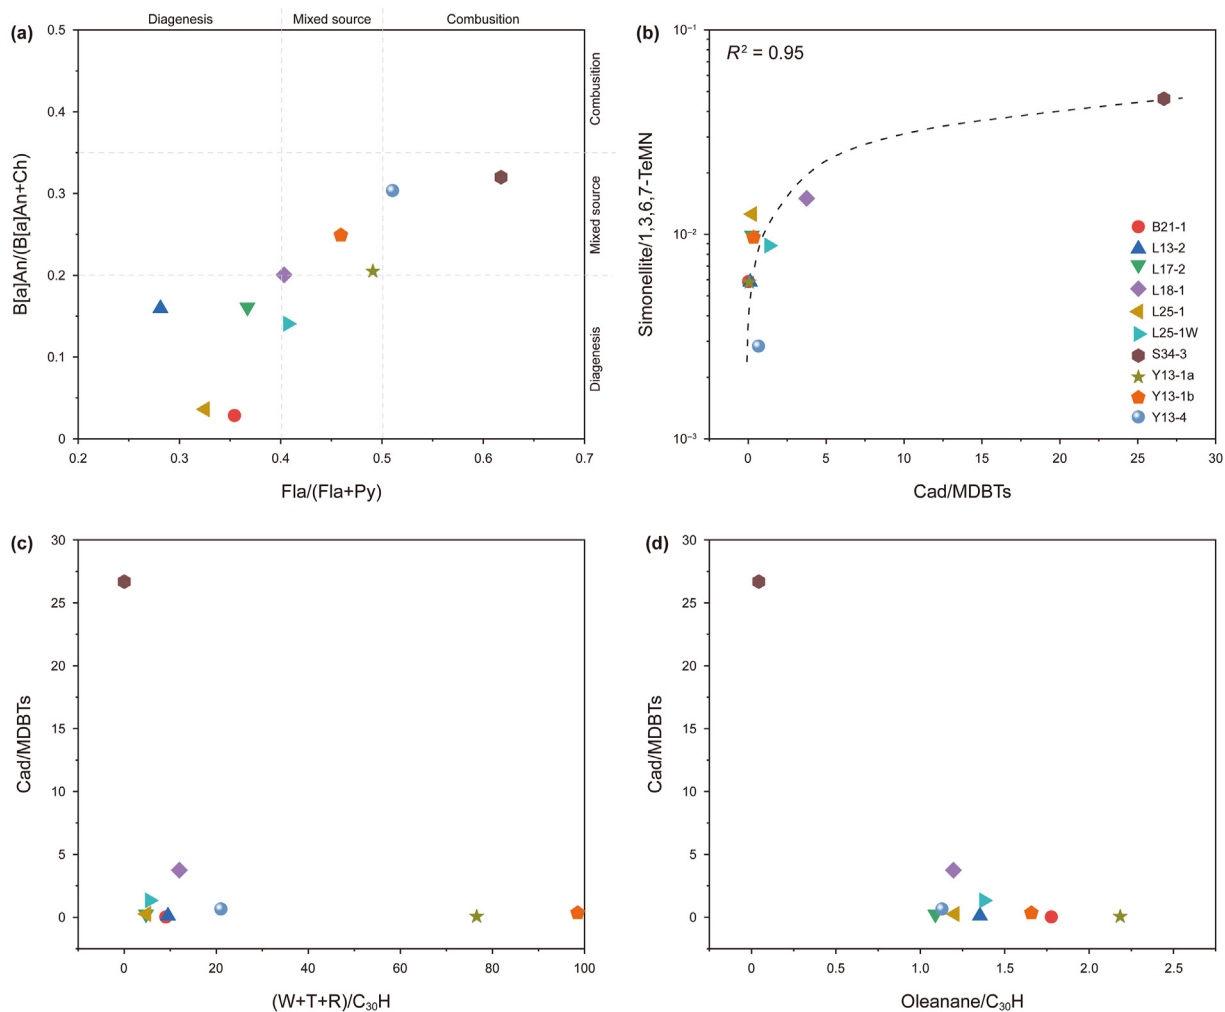 (a)
Diagenesis
Mixed source
Combusition
0.5
0.4
0.3
0.2
0.1
0
B[a]An/(B[a]An+Ch)
Combusition
Mixed source
Diagenesis
0.2
0.3
0.4
0.5
0.6
0.7
Fla/(Fla+Py)
(b)
R² = 0.95
10⁻¹
10⁻²
10⁻³
Simonellite/1,3,6,7-TeMN
B21-1
L13-2
L17-2
L18-1
L25-1
L25-1W
S34-3
Y13-1a
Y13-1b
Y13-4
0
5
10
15
20
25
30
Cad/MDBTs
(c)
30
25
20
15
10
5
0
Cad/MDBTs
0
20
40
60
80
100
(W+T+R)/C₃₀H
(d)
30
25
20
15
10
5
0
Cad/MDBTs
0
0.5
1.0
1.5
2.0
2.5
Oleanane/C₃₀H